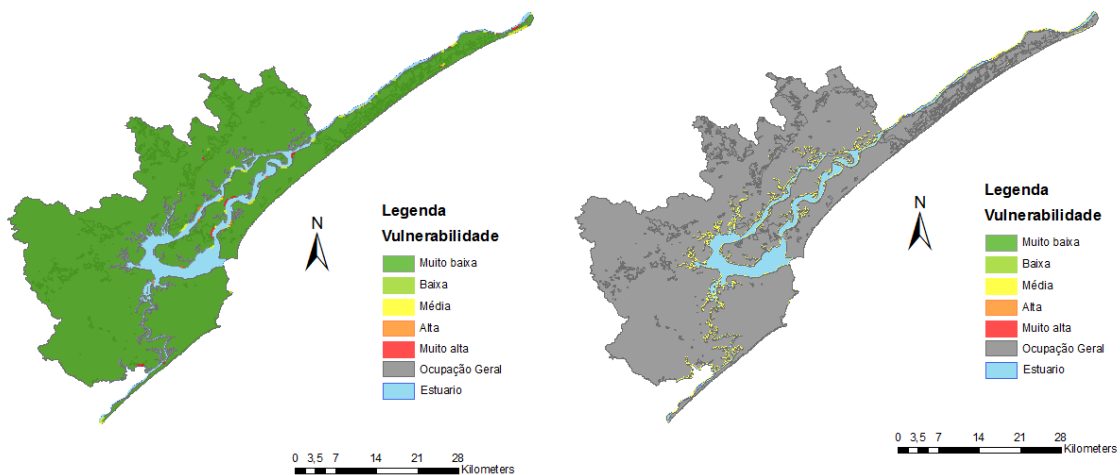 N
Legenda
Vulnerabilidade
Muito baixa
Baixa
Média
Alta
Muito alta
Ocupação Geral
Estuario
0 3,5 7 14 21 28
Kilometers
N
Legenda
Vulnerabilidade
Muito baixa
Baixa
Média
Alta
Muito alta
Ocupação Geral
Estuario
0 3,5 7 14 21 28
Kilometers